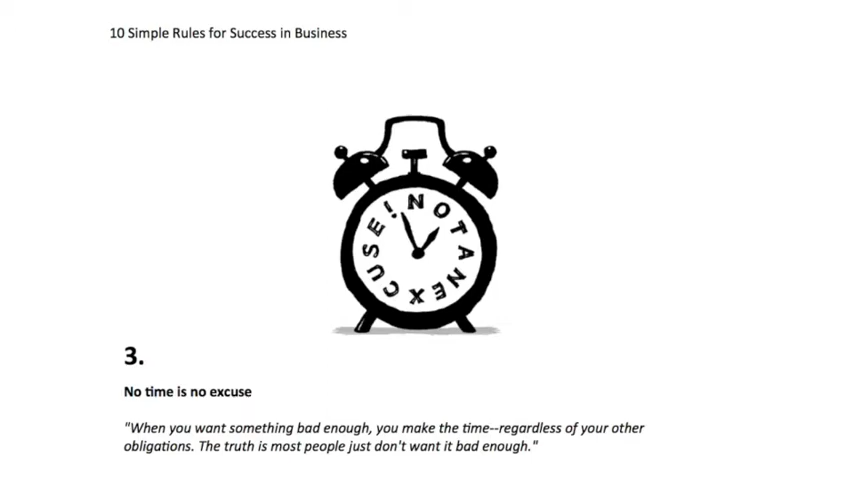 10 Simple Rules for Success in Business
NOT AN EXCUSE!
3.
No time is no excuse
"When you want something bad enough, you make the time--regardless of your other
obligations. The truth is most people just don't want it bad enough."